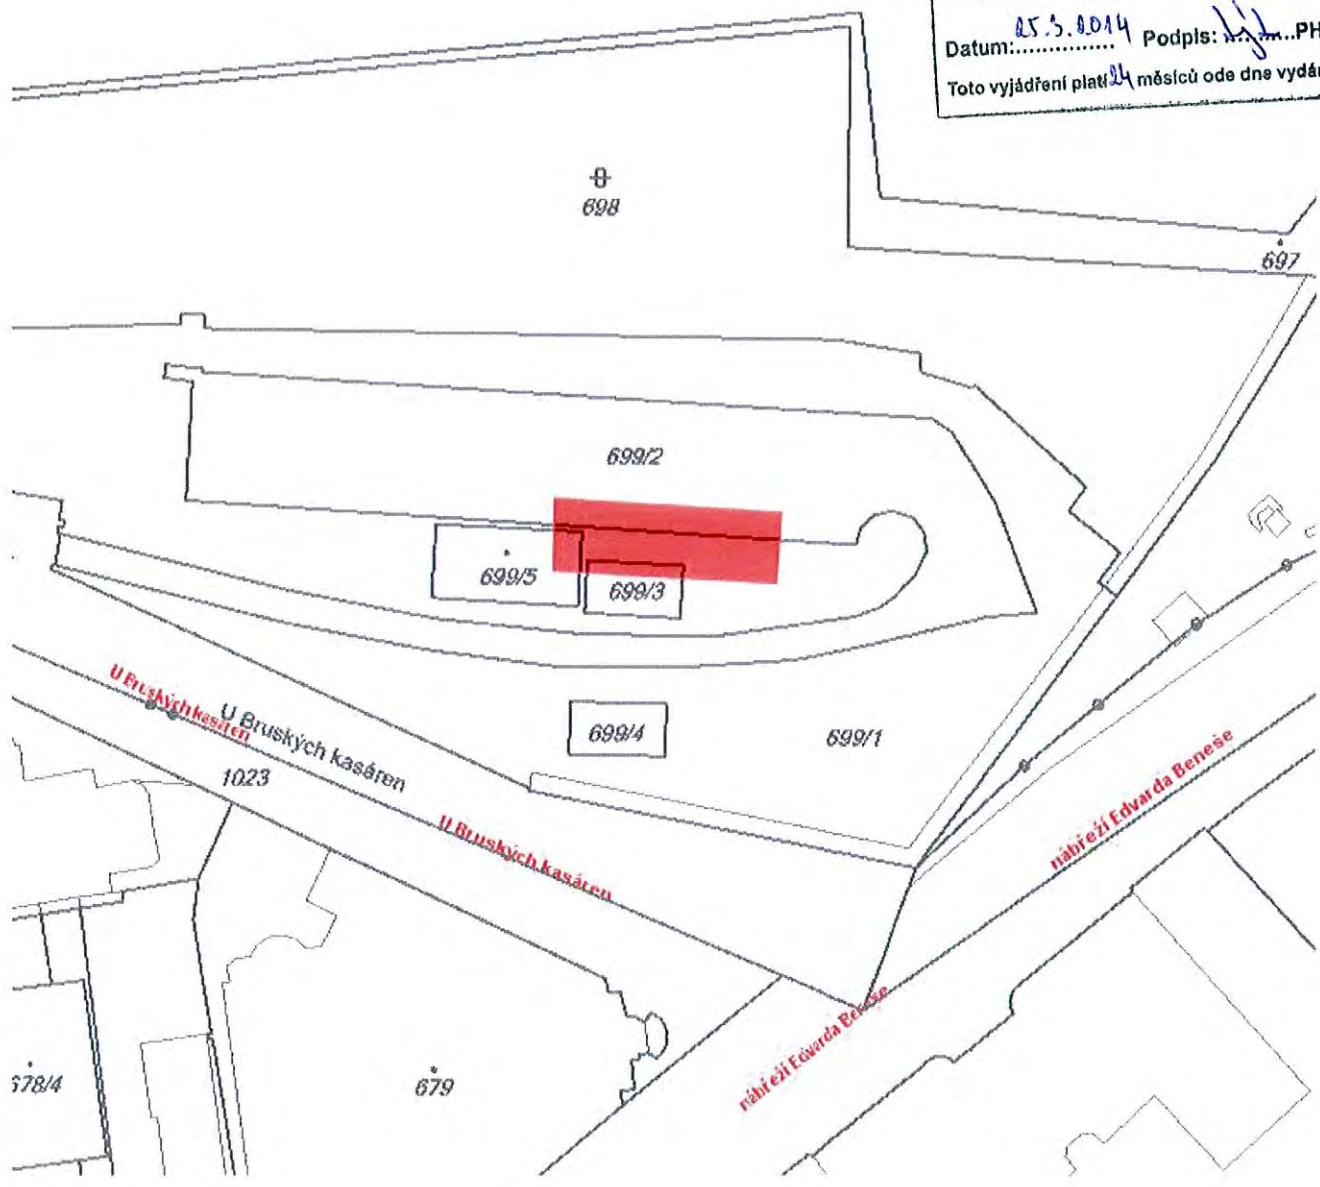 Datum:............... 25.3.2014 Podpis: ..........PH
Toto vyjádření platí 24 měsíců ode dne vydán
698
697
699/2
699/5
699/3
U Bruských kasáren
U Bruských kasáren
699/4
699/1
1023
nábřeží Edvarda Beneše
U Bruských kasáren
nábřeží Edvarda Beneše
678/4
679